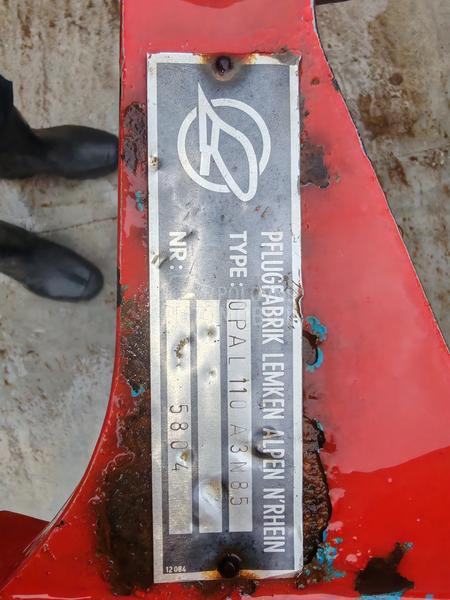 PFLUGFABRIK LEMKEN ALPEN N'RHEIN
TYPE: OPAL 110 A3N85
NR: 5804
12 084